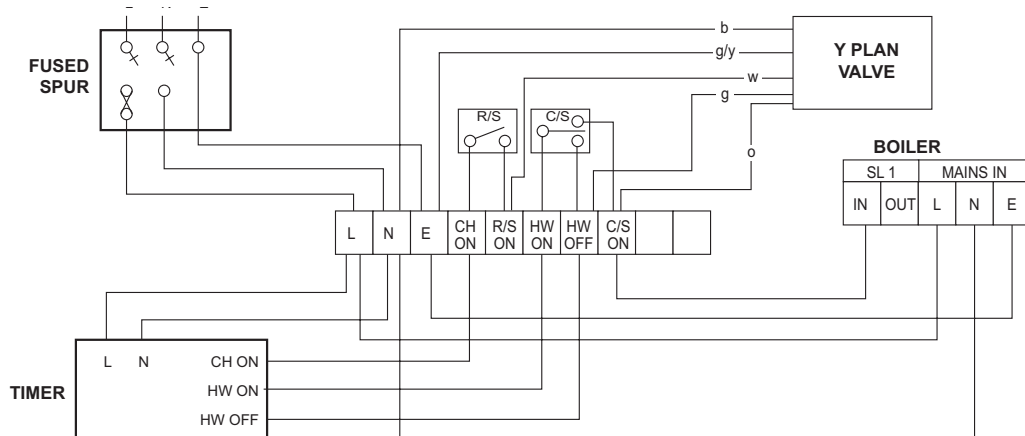 FUSED
SPUR
b
g/y
w
g
o
Y PLAN
VALVE
R/S
C/S
BOILER
SL 1
MAINS IN
IN
OUT
L
N
E
L
N
E
CH
ON
R/S
ON
HW
ON
HW
OFF
C/S
ON
TIMER
L
N
CH ON
HW ON
HW OFF